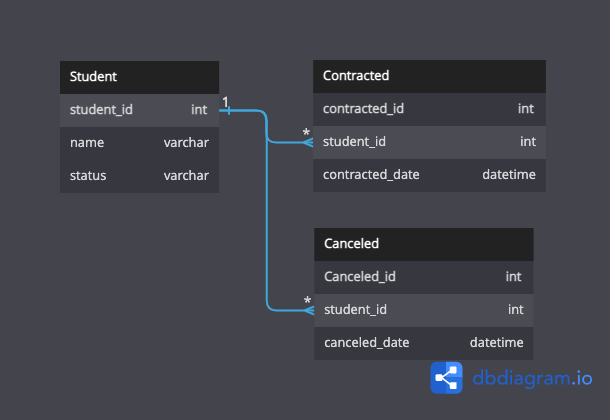 Student
student_id int
name varchar
status varchar
1
Contracted
contracted_id int
* student_id int
contracted_date datetime
Canceled
Canceled_id int
* student_id int
canceled_date datetime
dbdiagram.io